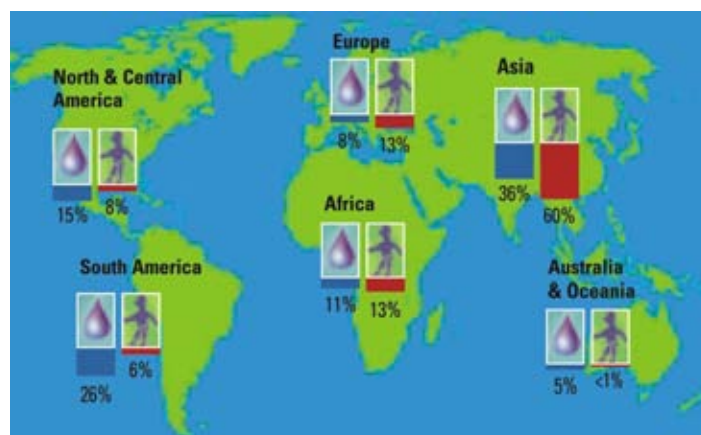 Europe
8% 13%
Asia
36% 60%
North & Central
America
15% 8%
Africa
11% 13%
South America
26% 6%
Australia
& Oceania
5% <1%